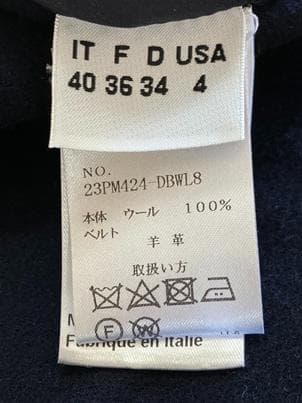 IT F D USA
40 36 34 4
NO.
23PM424-DBWL8
本体 ウール 100%
ベルト
羊革
取扱い方
F W
Fabriqué en Italie